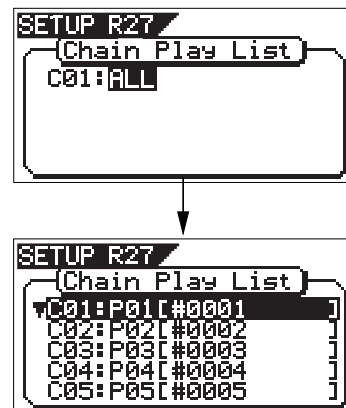 SETUP R27
Chain Play List
C01:ALL
SETUP R27
Chain Play List
C01:P01[#0001 ]
C02:P02[#0002 ]
C03:P03[#0003 ]
C04:P04[#0004 ]
C05:P05[#0005 ]